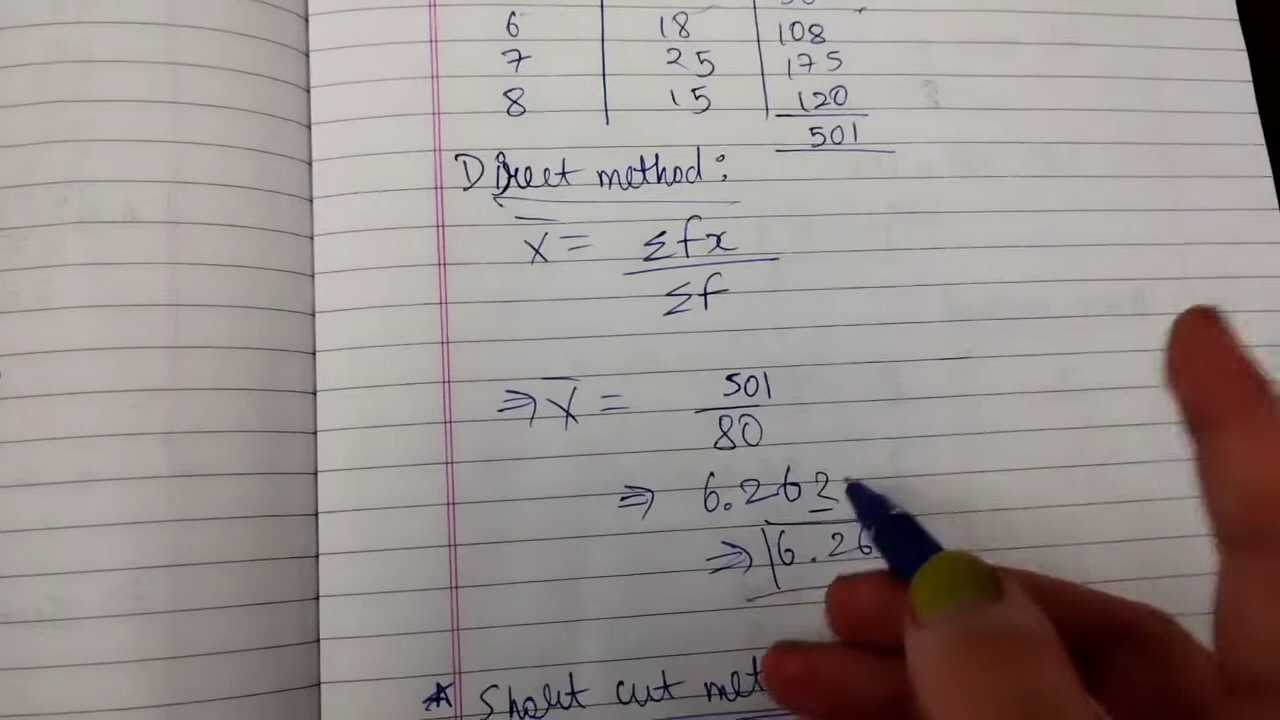 6 18 108
7 25 175
8 15 120
501
Direct method:
X̄ = Σfx
Σf
⇒ X̄ = 501
80
⇒ 6.262
⇒ 6.26
* Short cut